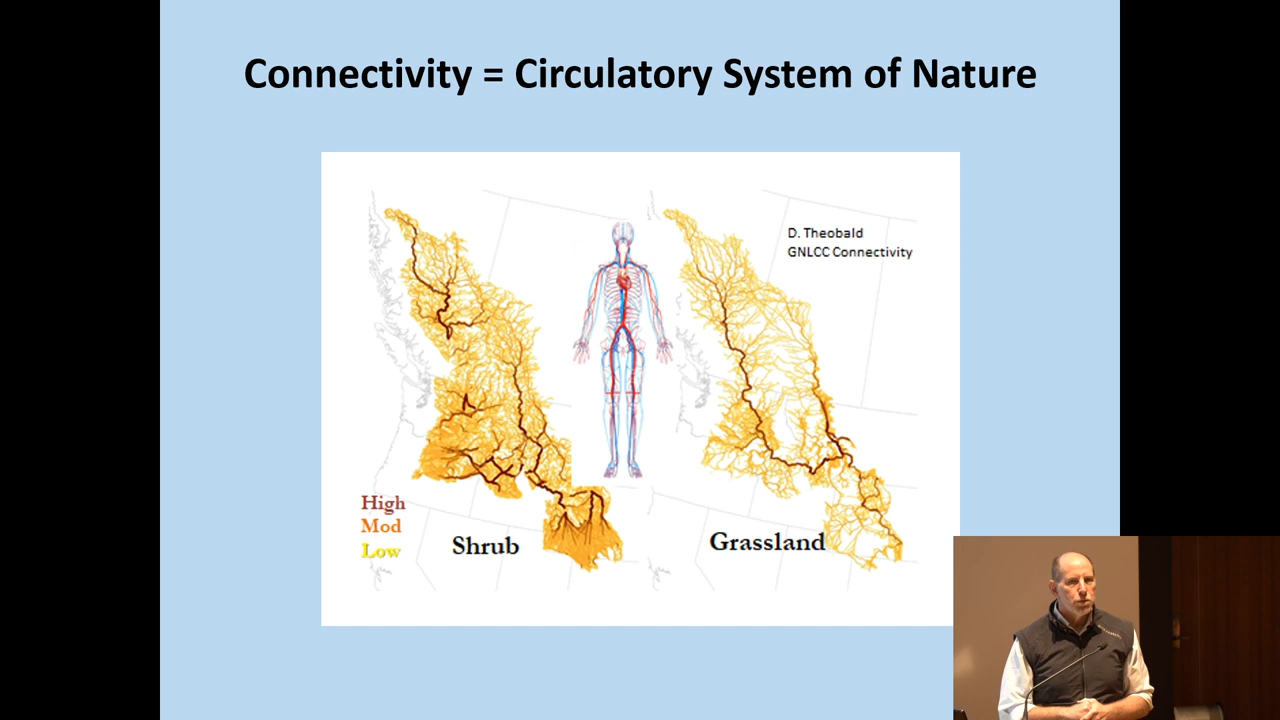 Connectivity = Circulatory System of Nature
D. Theobald
GNLCC Connectivity
High
Mod
Low
Shrub
Grassland